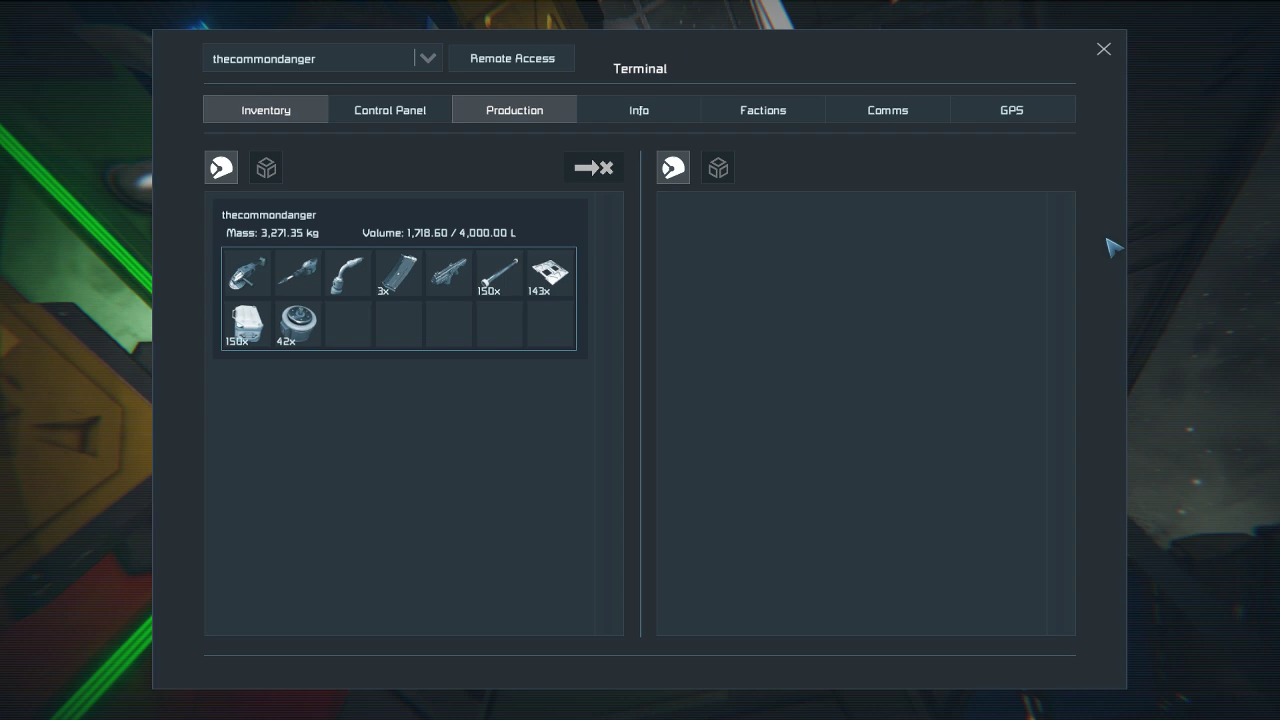 thecommondanger
Remote Access
Terminal
Inventory
Control Panel
Production
Info
Factions
Comms
GPS
thecommondanger
Mass: 3,271.35 kg
Volume: 1,718.60 / 4,000.00 L
3x
150x
143x
150x
42x